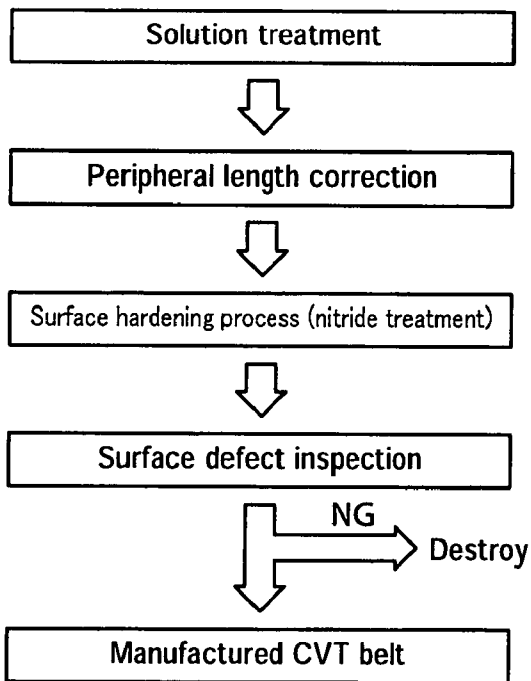 Solution treatment
Peripheral length correction
Surface hardening process (nitride treatment)
Surface defect inspection
NG
Destroy
Manufactured CVT belt